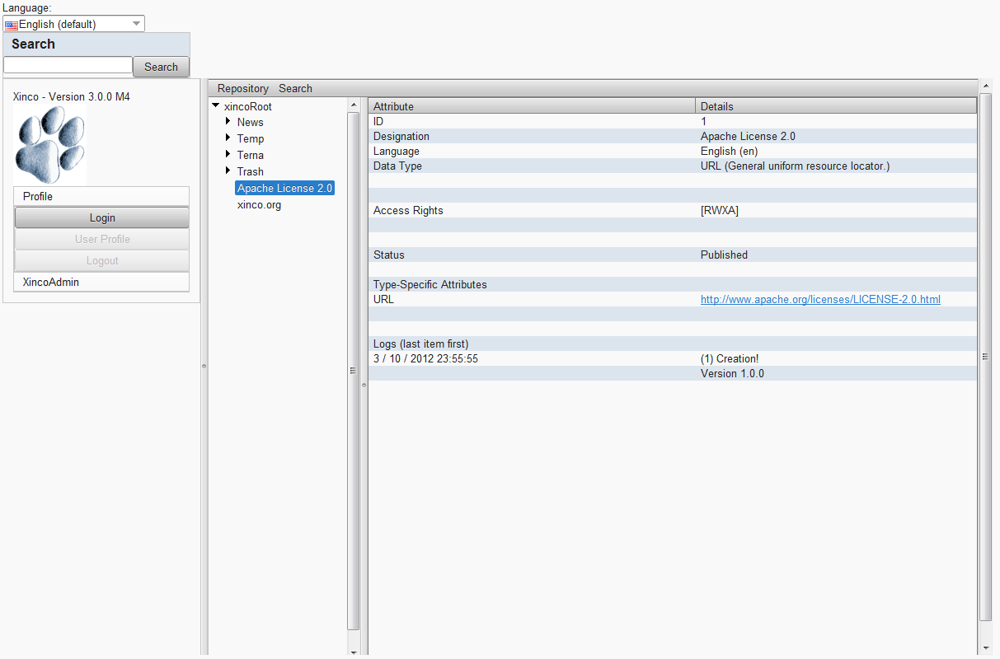 Language:
English (default)
Search
Search
Xinco - Version 3.0.0 M4
Profile
Login
User Profile
Logout
XincoAdmin
Repository Search
xincoRoot
News
Temp
Terna
Trash
Apache License 2.0
xinco.org
Attribute Details
ID 1
Designation Apache License 2.0
Language English (en)
Data Type URL (General uniform resource locator.)
Access Rights [RWXA]
Status Published
Type-Specific Attributes
URL http://www.apache.org/licenses/LICENSE-2.0.html
Logs (last item first)
3 / 10 / 2012 23:55:55 (1) Creation!
Version 1.0.0